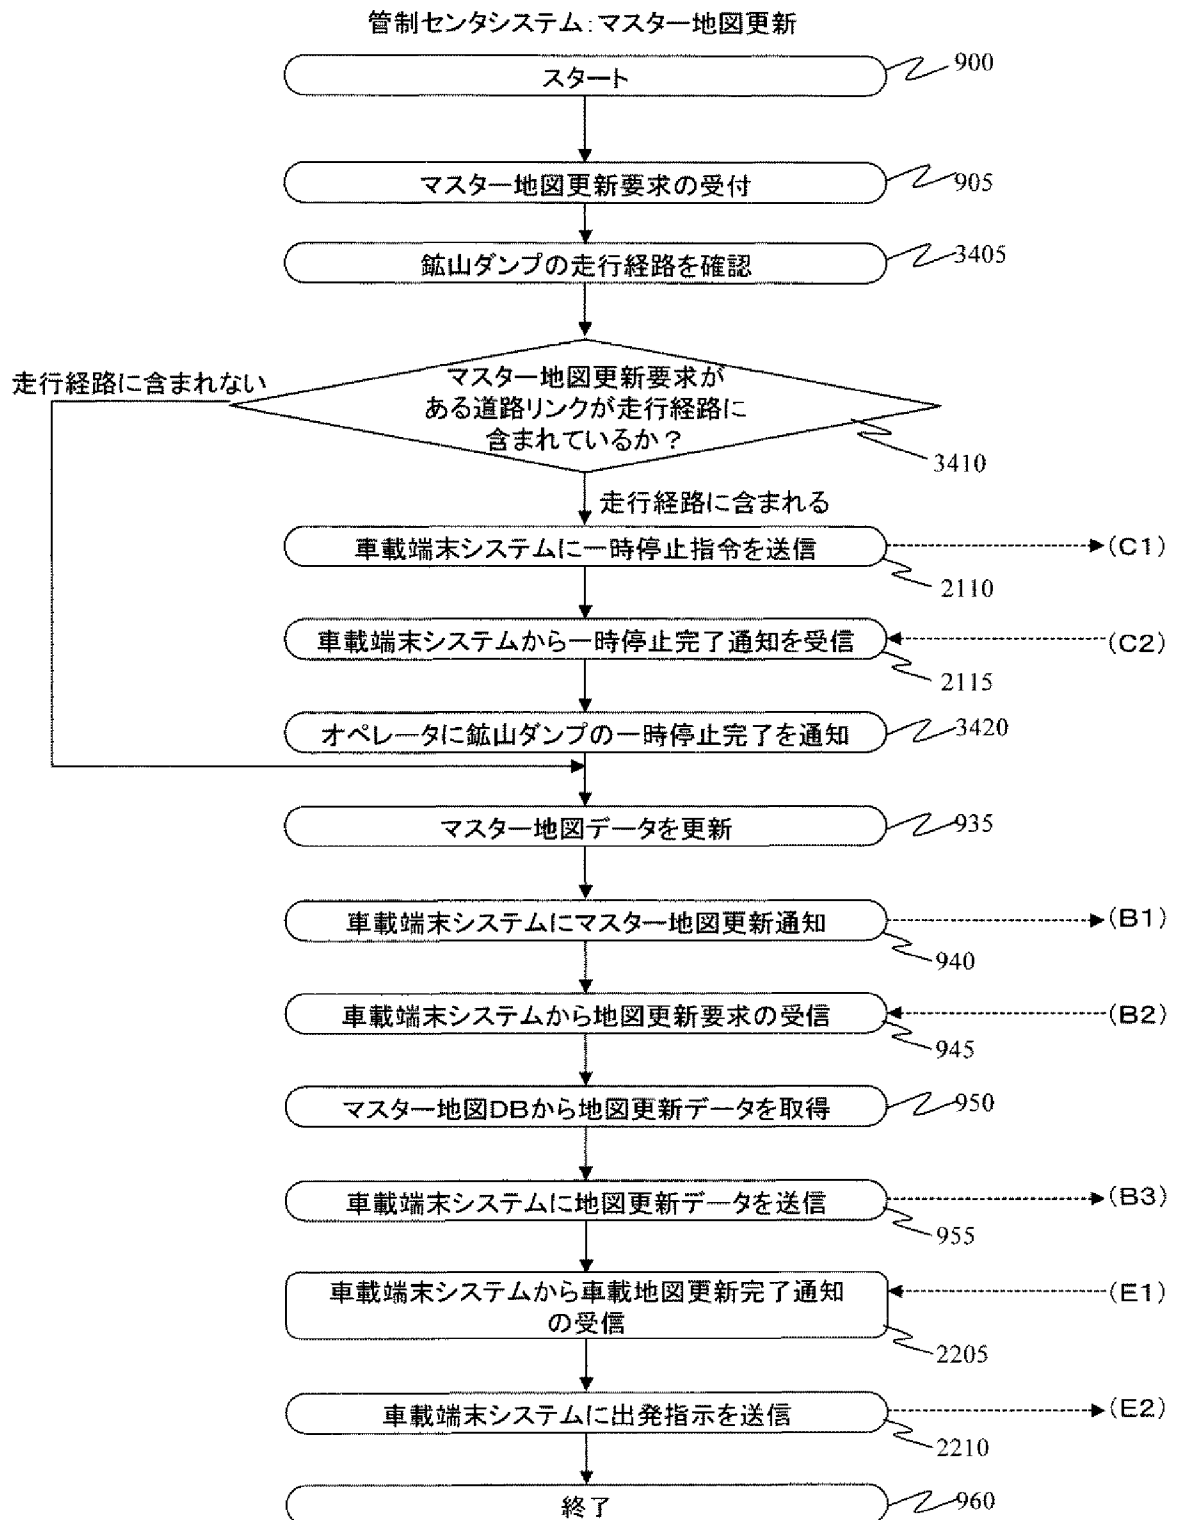 管制センタシステム：マスター地図更新
スタート
900
マスター地図更新要求の受付
905
鉱山ダンプの走行経路を確認
3405
走行経路に含まれない
マスター地図更新要求が
ある道路リンクが走行経路に
含まれているか？
3410
走行経路に含まれる
車載端末システムに一時停止指令を送信
(C1)
2110
車載端末システムから一時停止完了通知を受信
(C2)
2115
オペレータに鉱山ダンプの一時停止完了を通知
3420
マスター地図データを更新
935
車載端末システムにマスター地図更新通知
(B1)
940
車載端末システムから地図更新要求の受信
(B2)
945
マスター地図DBから地図更新データを取得
950
車載端末システムに地図更新データを送信
(B3)
955
車載端末システムから車載地図更新完了通知
の受信
(E1)
2205
車載端末システムに出発指示を送信
(E2)
2210
終了
960